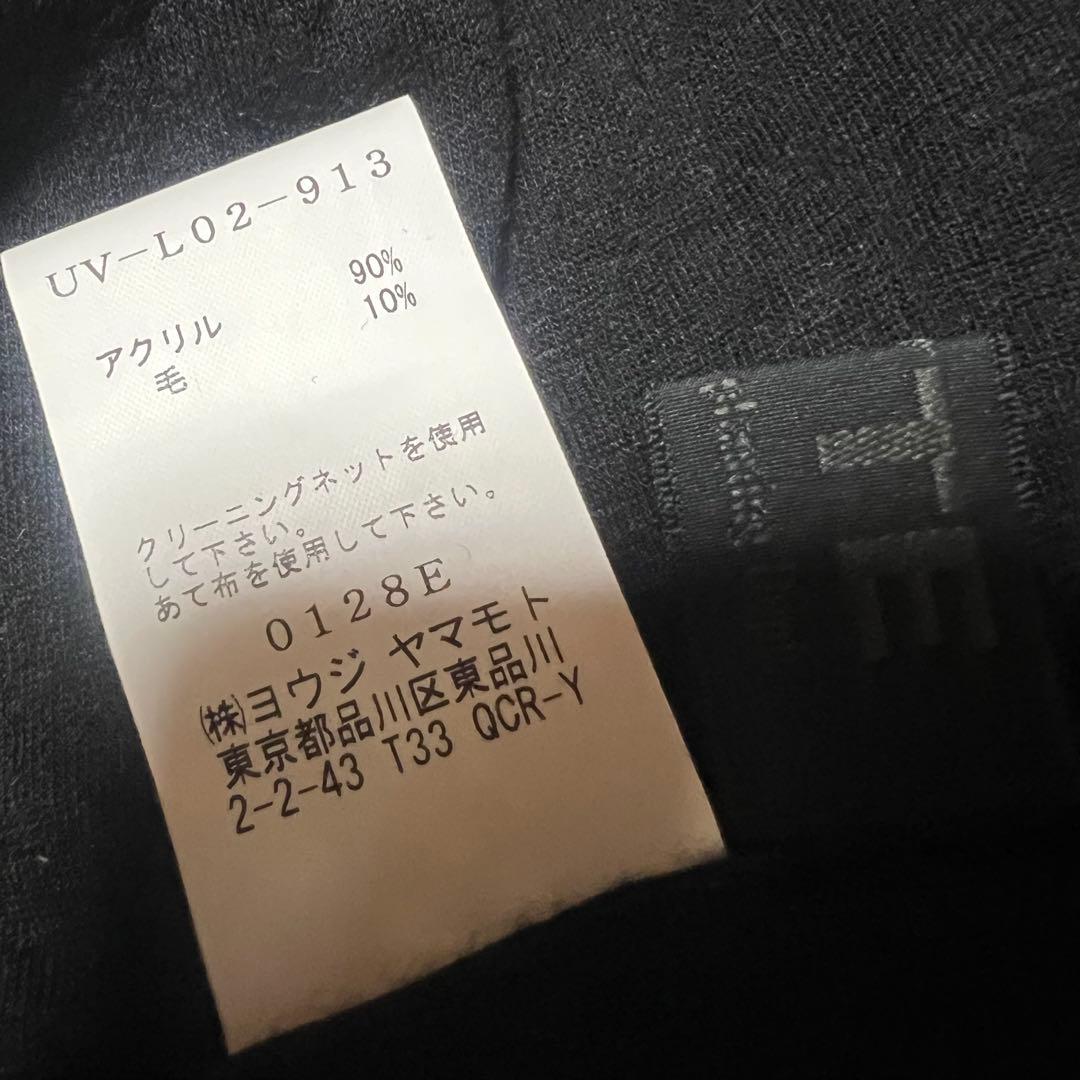 UV-L02-913
アクリル 90%
毛 10%
クリーニングネットを使用
して下さい。
あて布を使用して下さい。
0128E
㈱ヨウジ ヤマモト
東京都品川区東品川
2-2-43 T33 QCR-Y